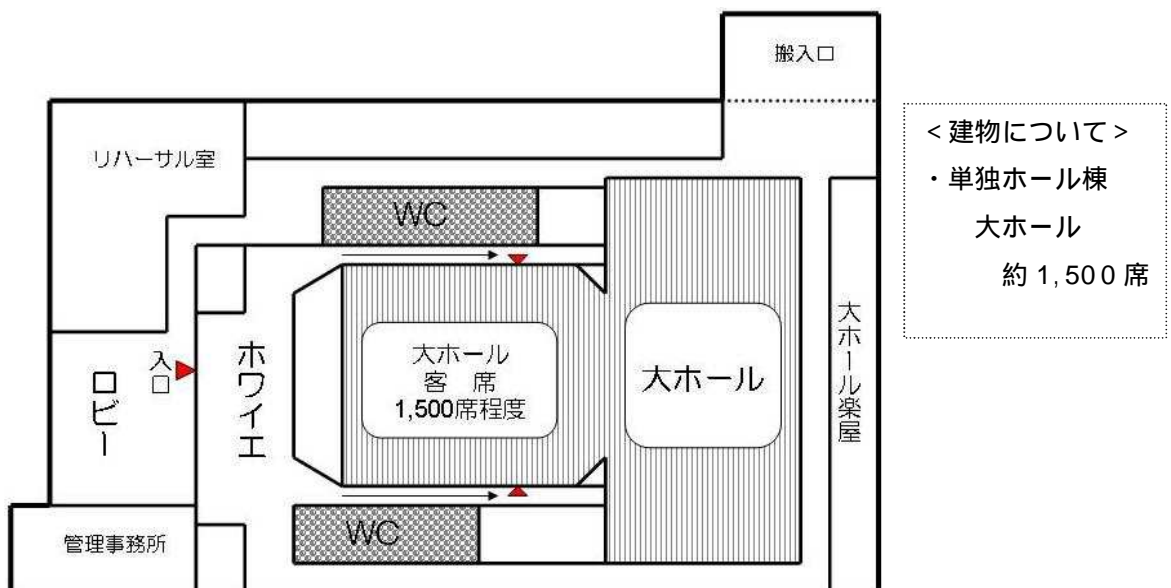 搬入口
リハーサル室
WC
入口
ロビー
ホワイエ
大ホール
客 席
1,500席程度
大ホール
大ホール楽屋
WC
管理事務所
<建物について>
・単独ホール棟
大ホール
約1,500席